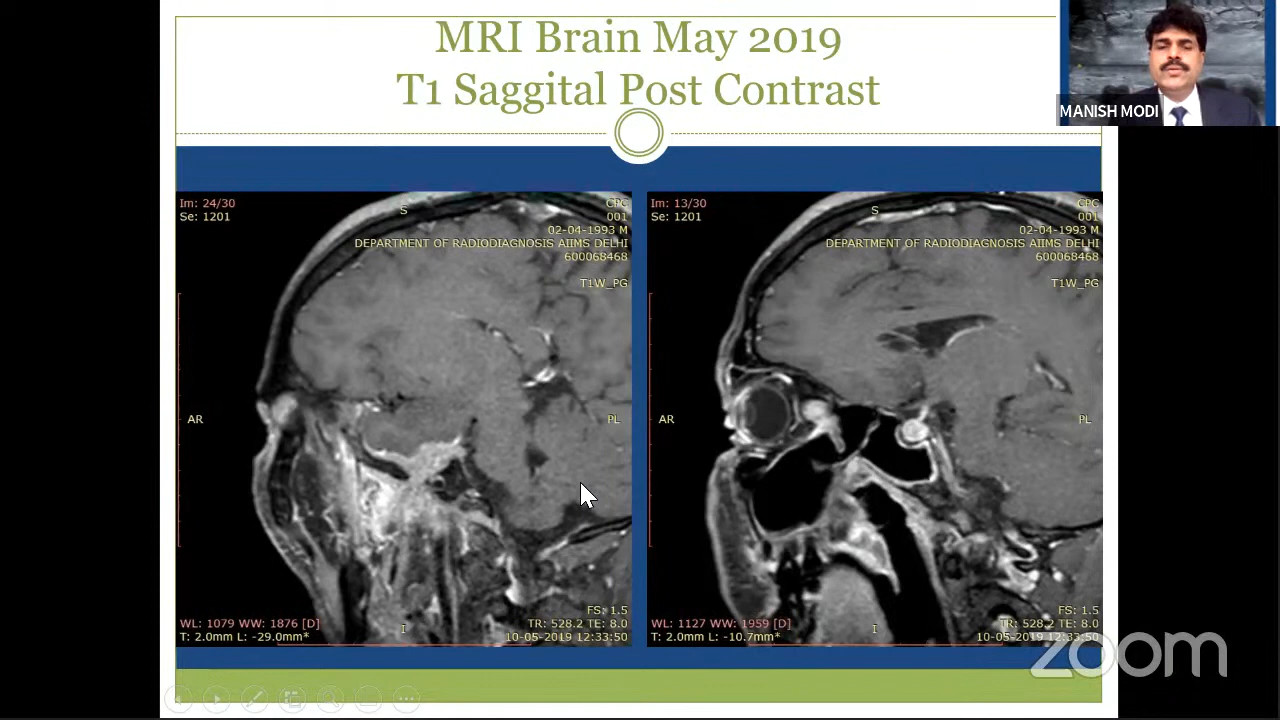 MRI Brain May 2019
T1 Saggital Post Contrast
MANISH MODI
Im: 24/30
Se: 1201
S
CPC
001
02-04-1993 M
DEPARTMENT OF RADIODIAGNOSIS AIIMS DELHI
600068468
T1W_PG
AR
PL
WL: 1079 WW: 1876 [D]
T: 2.0mm L: -29.0mm*
I
FS: 1.5
TR: 528.2 TE: 8.0
10-05-2019 12:33:50
Im: 13/30
Se: 1201
S
CPC
001
02-04-1993 M
DEPARTMENT OF RADIODIAGNOSIS AIIMS DELHI
600068468
T1W_PG
AR
PL
WL: 1127 WW: 1959 [D]
T: 2.0mm L: -10.7mm*
I
FS: 1.5
TR: 528.2 TE: 8.0
10-05-2019 12:33:50
zoom